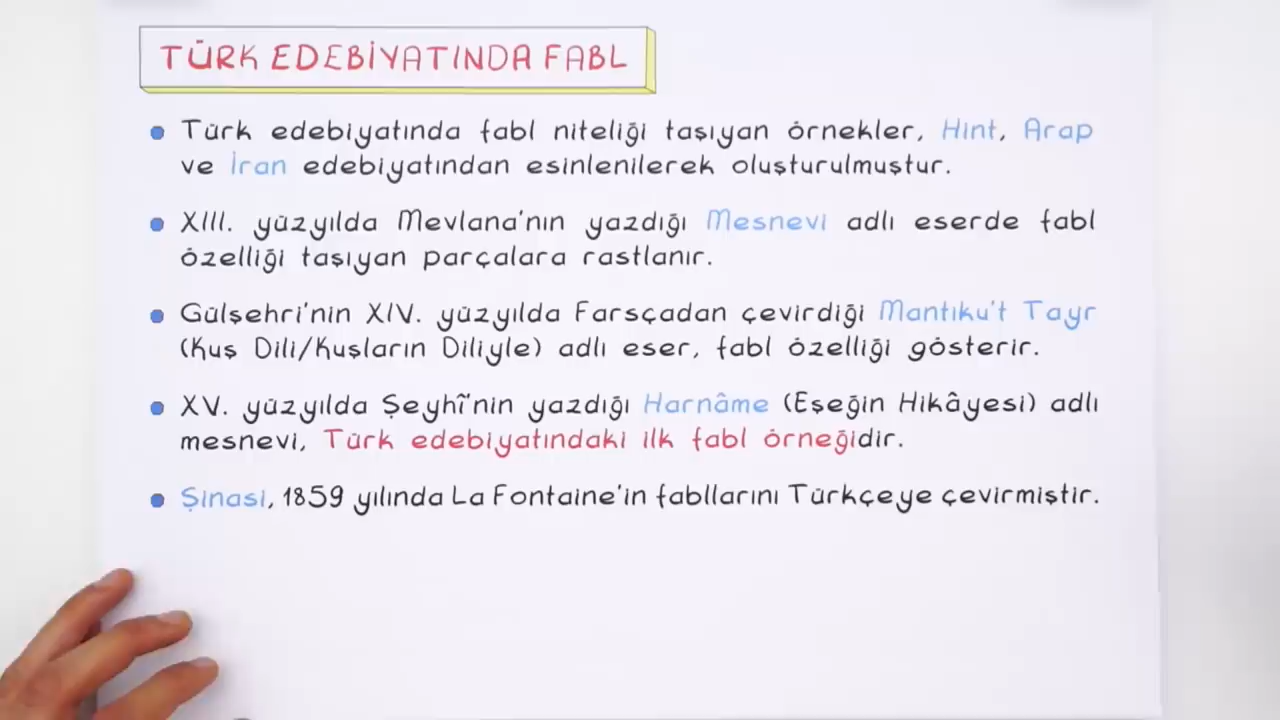 TÜRK EDEBİYATINDA FABL
Türk edebiyatında fabl niteliği taşıyan örnekler, Hint, Arap
ve İran edebiyatından esinlenilerek oluşturulmuştur.
XIII. yüzyılda Mevlana'nın yazdığı Mesnevi adlı eserde fabl
özelliği taşıyan parçalara rastlanır.
Gülşehri'nin XIV. yüzyılda Farsçadan çevirdiği Mantıku't Tayr
(Kuş Dili/Kuşların Diliyle) adlı eser, fabl özelliği gösterir.
XV. yüzyılda Şeyhî'nin yazdığı Harnâme (Eşeğin Hikâyesi) adlı
mesnevi, Türk edebiyatındaki ilk fabl örneğidir.
Şinasi, 1859 yılında La Fontaine'in fabllarını Türkçeye çevirmiştir.